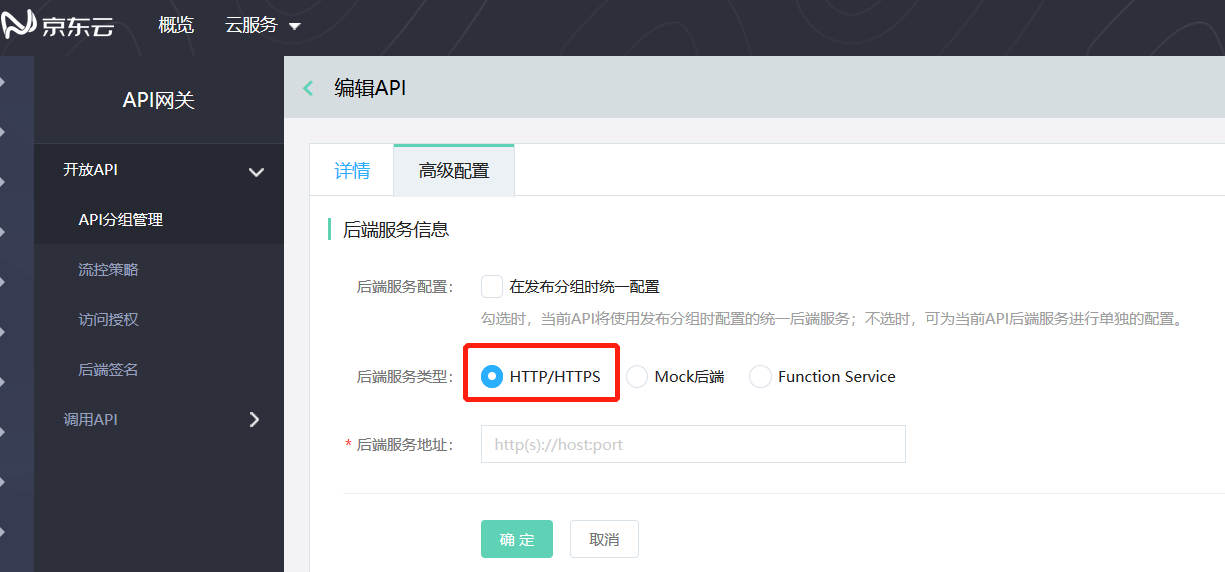 京东云 概览 云服务
API网关
编辑API
开放API
API分组管理
流控策略
访问授权
后端签名
调用API
详情 高级配置
后端服务信息
后端服务配置： 在发布分组时统一配置
勾选时，当前API将使用发布分组时配置的统一后端服务；不选时，可为当前API后端服务进行单独的配置。
后端服务类型： HTTP/HTTPS Mock后端 Function Service
* 后端服务地址： http(s)://host:port
确 定 取消